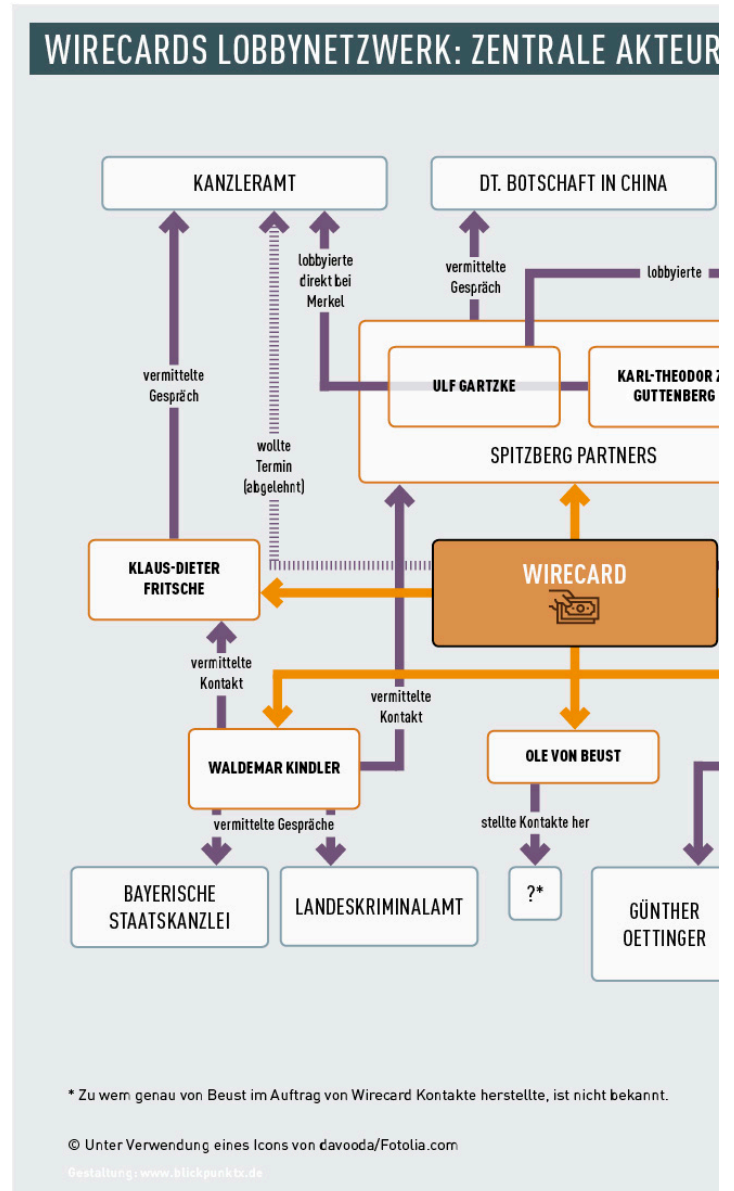 WIRECARDS LOBBYNETZWERK: ZENTRALE AKTEUR
KANZLERAMT
DT. BOTSCHAFT IN CHINA
lobbyierte
direkt bei
Merkel
vermittelte
Gespräch
lobbyierte
vermittelte
Gespräch
ULF GARTZKE
KARL-THEODOR Z
GUTTENBERG
wollte
Termin
(abgelehnt)
SPITZBERG PARTNERS
KLAUS-DIETER
FRITSCHE
WIRECARD
vermittelte
Kontakt
vermittelte
Kontakt
WALDEMAR KINDLER
OLE VON BEUST
vermittelte Gespräche
stellte Kontakte her
BAYERISCHE
STAATSKANZLEI
LANDESKRIMINALAMT
?*
GÜNTHER
OETTINGER
* Zu wem genau von Beust im Auftrag von Wirecard Kontakte herstellte, ist nicht bekannt.
© Unter Verwendung eines Icons von davooda/Fotolia.com
Gestaltung: www.blickpunktx.de